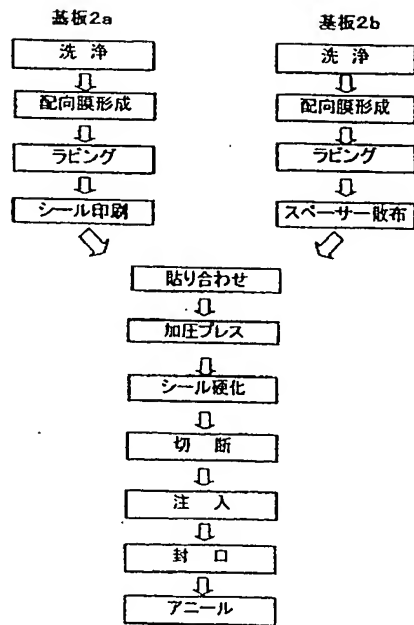 基板2a
洗 浄
配向膜形成
ラビング
シール印刷
基板2b
洗 浄
配向膜形成
ラビング
スペーサー散布
貼り合わせ
加圧プレス
シール硬化
切 断
注 入
封 口
アニール